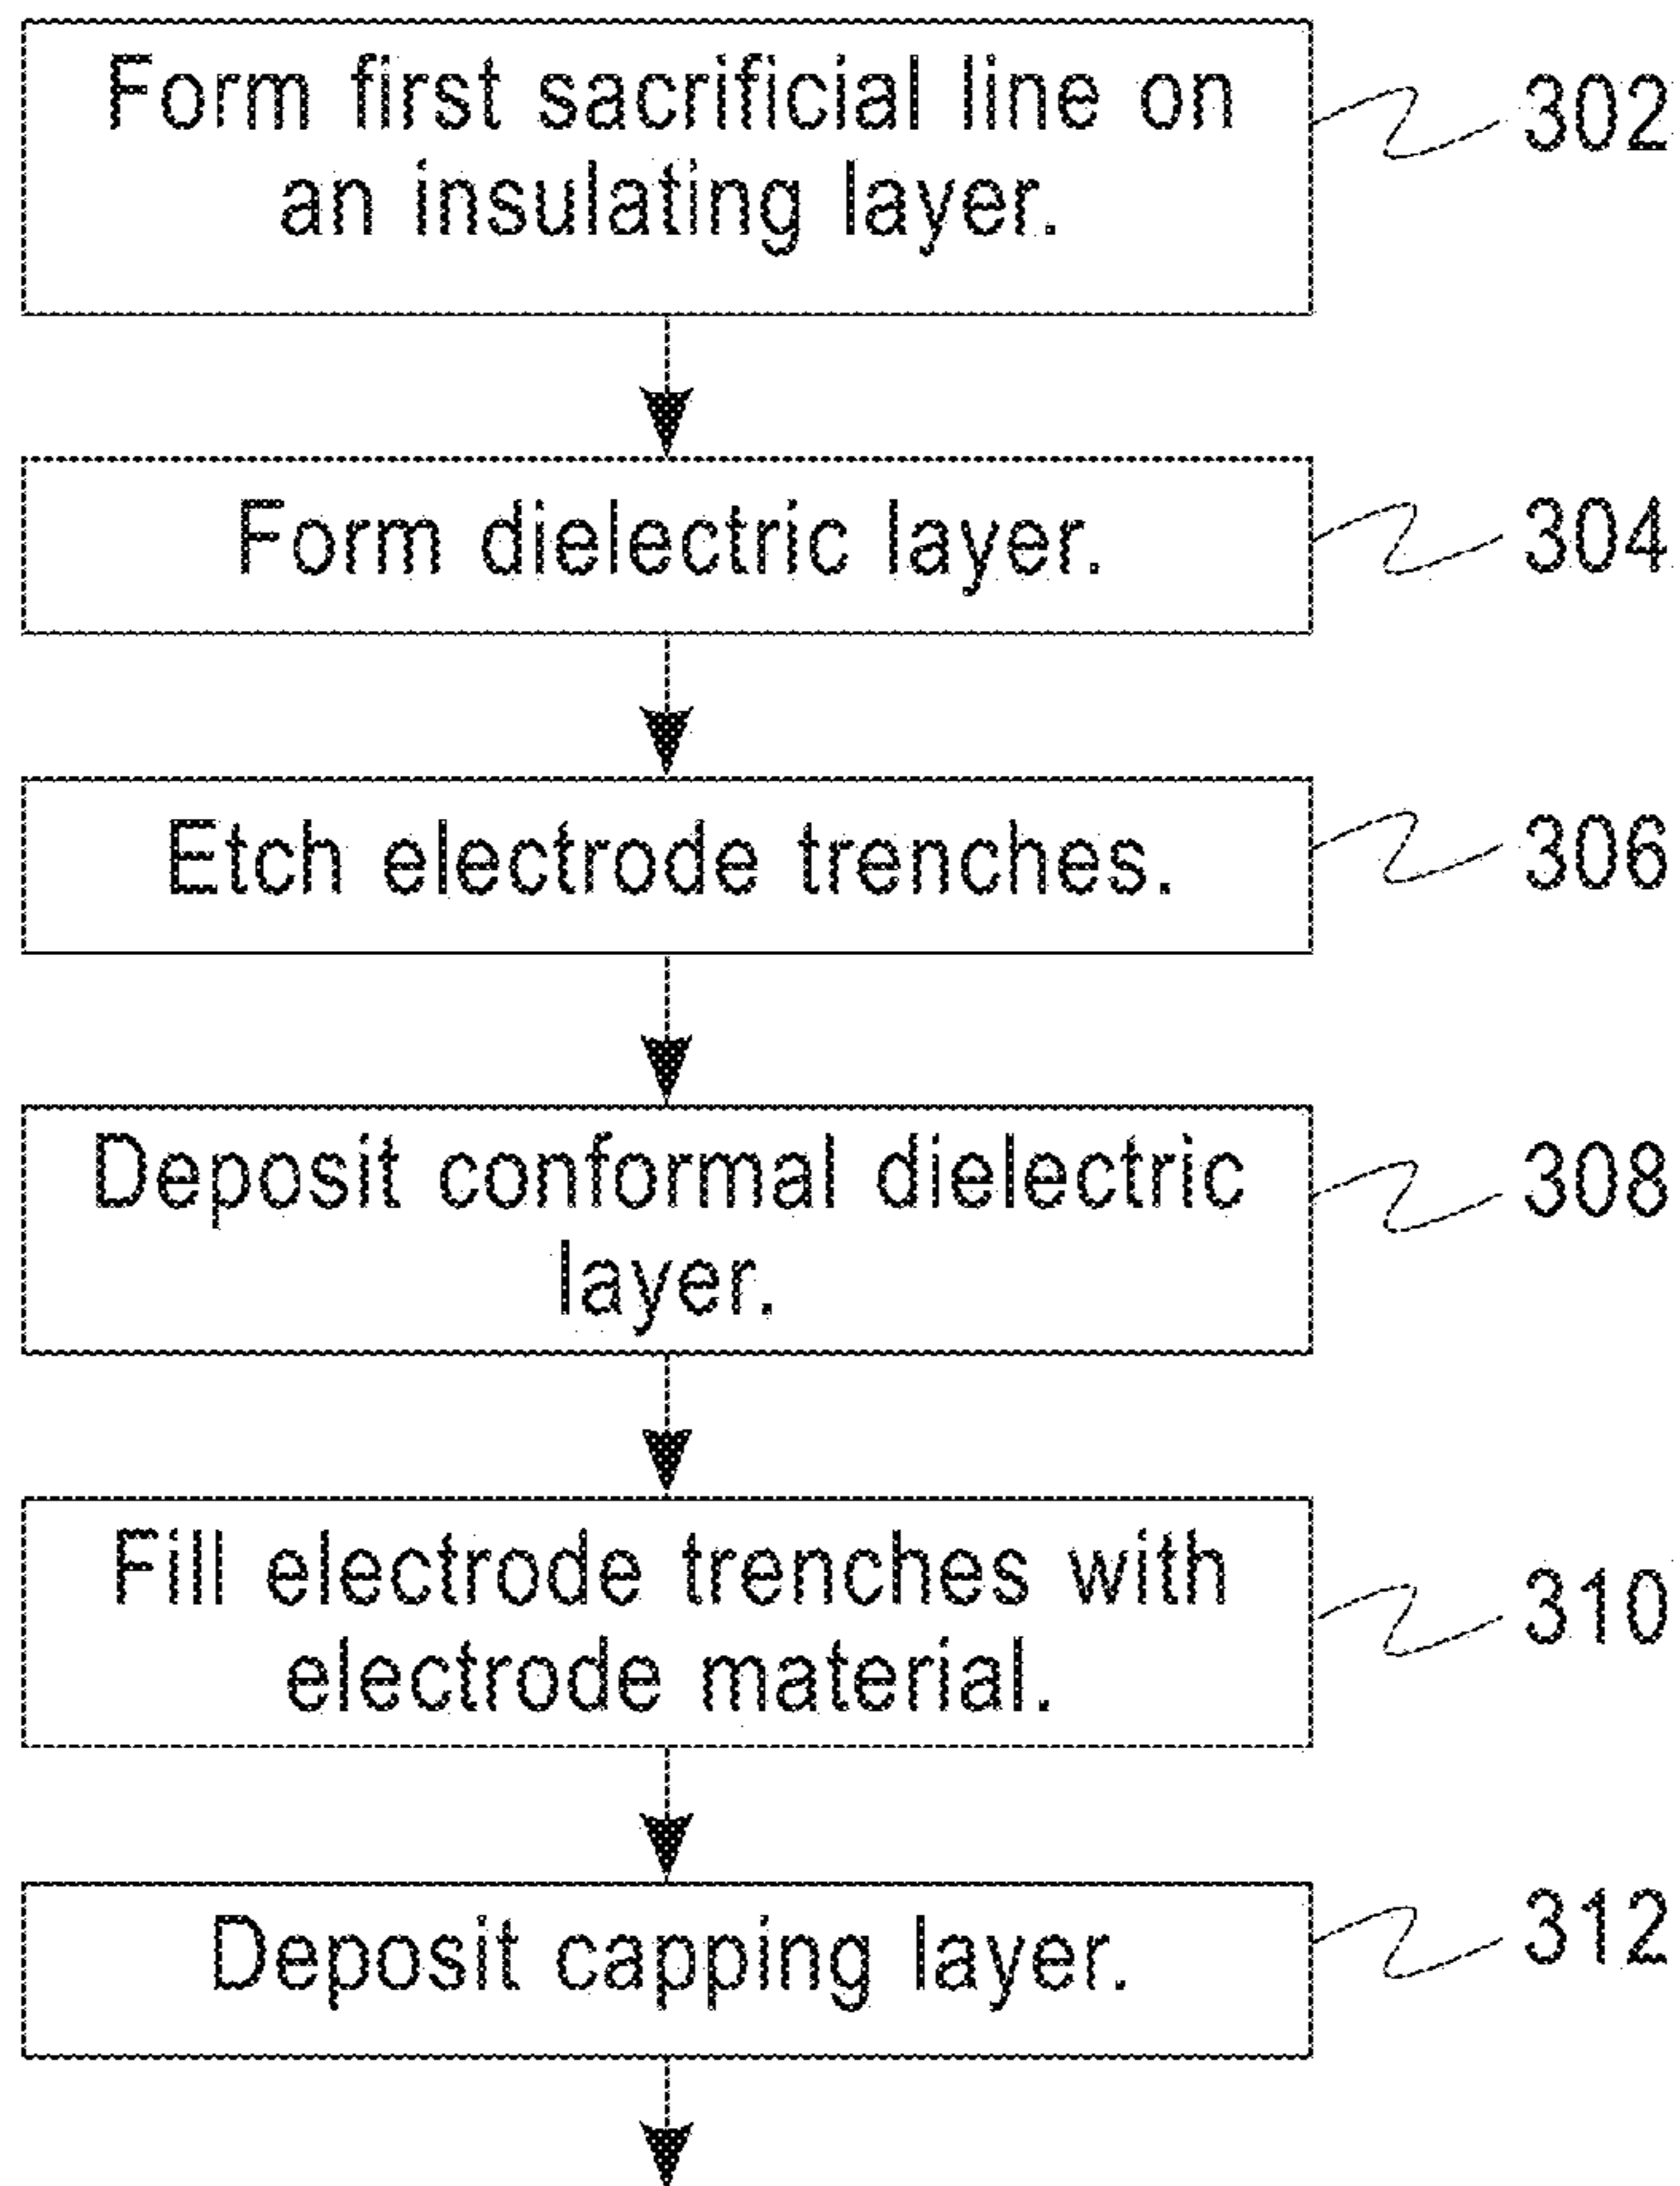 Form first sacrificial line on
an insulating layer.
302
Form dielectric layer.
304
Etch electrode trenches.
306
Deposit conformal dielectric
layer.
308
Fill electrode trenches with
electrode material.
310
Deposit capping layer.
312